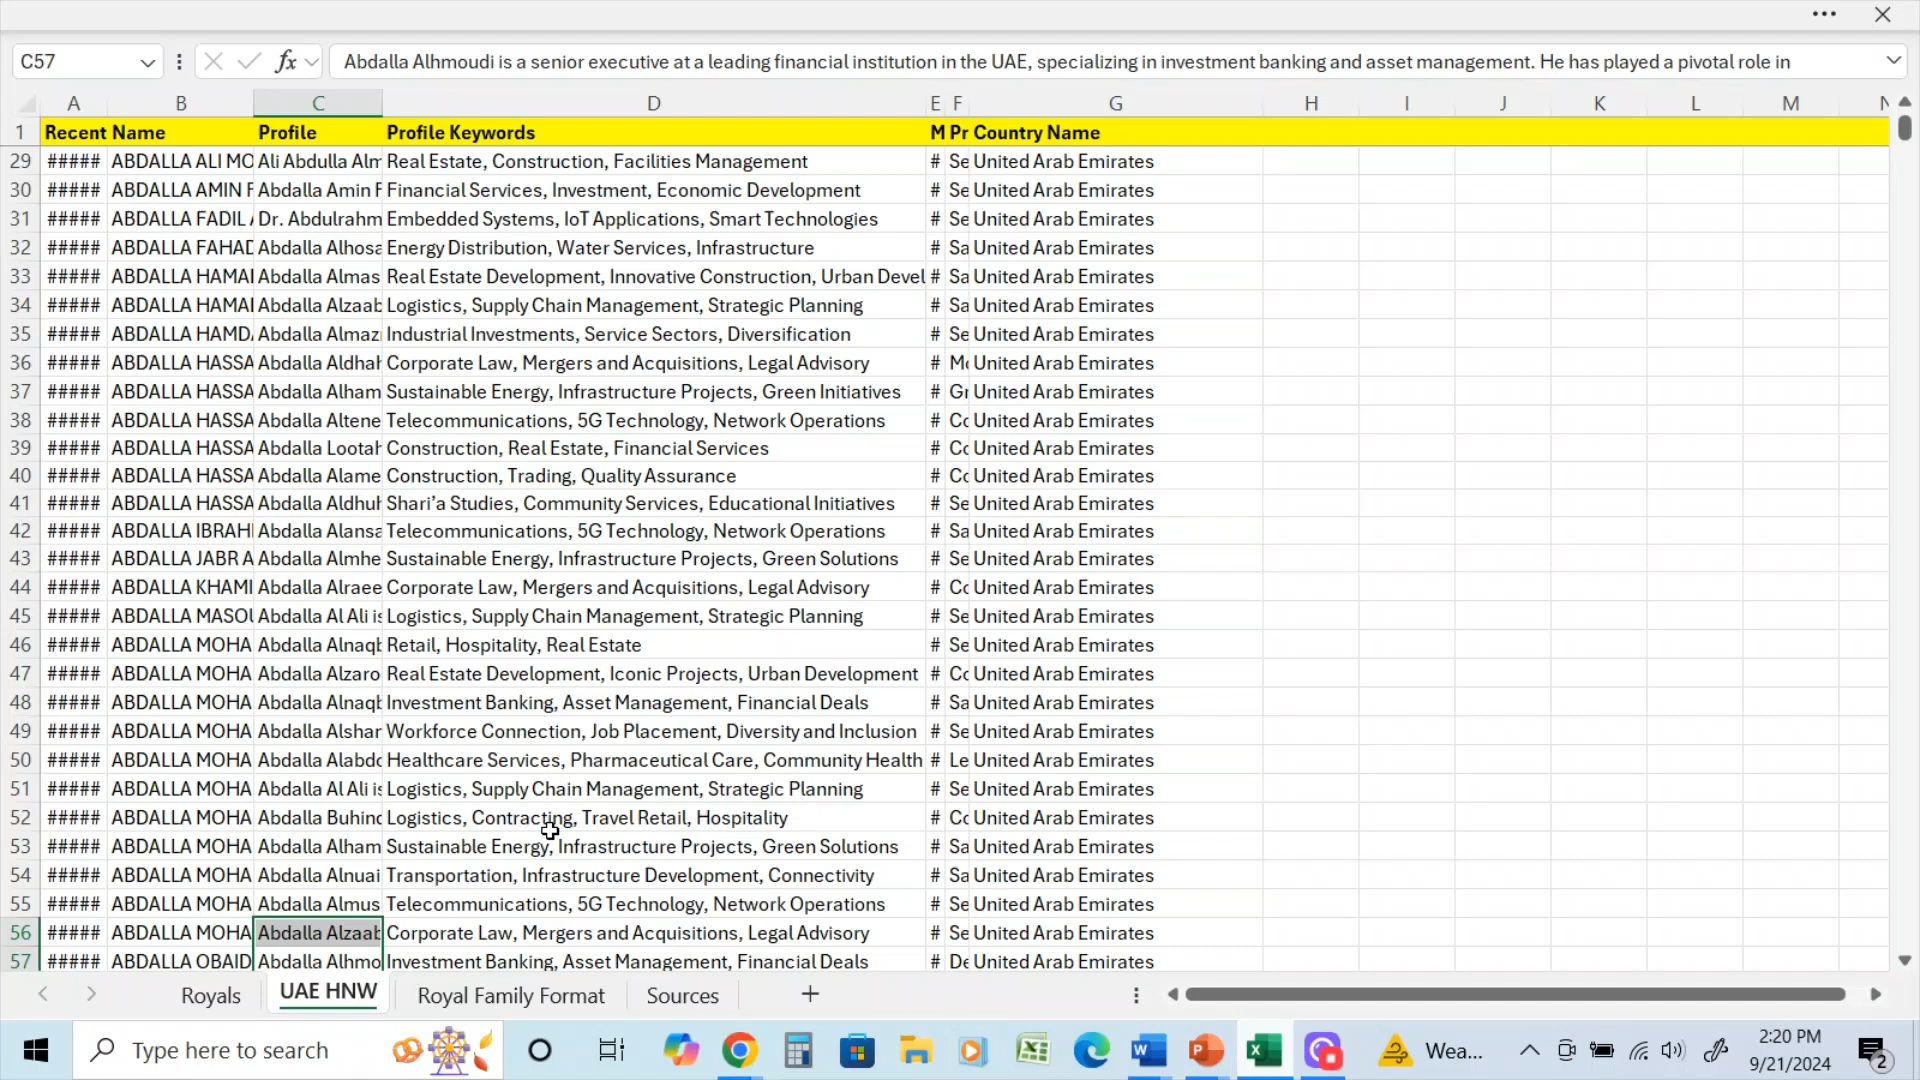 C57 fx Abdalla Alhmoudi is a senior executive at a leading financial institution in the UAE, specializing in investment banking and asset management. He has played a pivotal role in
A B C D E F G H I J K L M N
1 Recent Name Profile Profile Keywords M Pr Country Name
29 ##### ABDALLA ALI MO Ali Abdulla Alm Real Estate, Construction, Facilities Management # Se United Arab Emirates
30 ##### ABDALLA AMIN F Abdalla Amin F Financial Services, Investment, Economic Development # Se United Arab Emirates
31 ##### ABDALLA FADIL A Dr. Abdulrahm Embedded Systems, IoT Applications, Smart Technologies # Se United Arab Emirates
32 ##### ABDALLA FAHAD Abdalla Alhosa Energy Distribution, Water Services, Infrastructure # Sa United Arab Emirates
33 ##### ABDALLA HAMAI Abdalla Almas Real Estate Development, Innovative Construction, Urban Devel # Sa United Arab Emirates
34 ##### ABDALLA HAMAI Abdalla Alzaab Logistics, Supply Chain Management, Strategic Planning # Sa United Arab Emirates
35 ##### ABDALLA HAMDA Abdalla Almaz Industrial Investments, Service Sectors, Diversification # Se United Arab Emirates
36 ##### ABDALLA HASSA Abdalla Aldhah Corporate Law, Mergers and Acquisitions, Legal Advisory # Mo United Arab Emirates
37 ##### ABDALLA HASSA Abdalla Alham Sustainable Energy, Infrastructure Projects, Green Initiatives # Gr United Arab Emirates
38 ##### ABDALLA HASSA Abdalla Altene Telecommunications, 5G Technology, Network Operations # Co United Arab Emirates
39 ##### ABDALLA HASSA Abdalla Lootah Construction, Real Estate, Financial Services # Co United Arab Emirates
40 ##### ABDALLA HASSA Abdalla Alame Construction, Trading, Quality Assurance # Co United Arab Emirates
41 ##### ABDALLA HASSA Abdalla Aldhuh Shari’a Studies, Community Services, Educational Initiatives # Se United Arab Emirates
42 ##### ABDALLA IBRAHI Abdalla Alansa Telecommunications, 5G Technology, Network Operations # Sa United Arab Emirates
43 ##### ABDALLA JABR A Abdalla Almhe Sustainable Energy, Infrastructure Projects, Green Solutions # Se United Arab Emirates
44 ##### ABDALLA KHAMI Abdalla Alraee Corporate Law, Mergers and Acquisitions, Legal Advisory # Co United Arab Emirates
45 ##### ABDALLA MASOU Abdalla Al Ali is Logistics, Supply Chain Management, Strategic Planning # Se United Arab Emirates
46 ##### ABDALLA MOHA Abdalla Alnaqb Retail, Hospitality, Real Estate # Se United Arab Emirates
47 ##### ABDALLA MOHA Abdalla Alzaro Real Estate Development, Iconic Projects, Urban Development # Co United Arab Emirates
48 ##### ABDALLA MOHA Abdalla Alnaqb Investment Banking, Asset Management, Financial Deals # Sa United Arab Emirates
49 ##### ABDALLA MOHA Abdalla Alshar Workforce Connection, Job Placement, Diversity and Inclusion # Se United Arab Emirates
50 ##### ABDALLA MOHA Abdalla Alabdo Healthcare Services, Pharmaceutical Care, Community Health # Le United Arab Emirates
51 ##### ABDALLA MOHA Abdalla Al Ali is Logistics, Supply Chain Management, Strategic Planning # Se United Arab Emirates
52 ##### ABDALLA MOHA Abdalla Buhind Logistics, Contracting, Travel Retail, Hospitality # Co United Arab Emirates
53 ##### ABDALLA MOHA Abdalla Alham Sustainable Energy, Infrastructure Projects, Green Solutions # Sa United Arab Emirates
54 ##### ABDALLA MOHA Abdalla Alnuai Transportation, Infrastructure Development, Connectivity # Sa United Arab Emirates
55 ##### ABDALLA MOHA Abdalla Almus Telecommunications, 5G Technology, Network Operations # Se United Arab Emirates
56 ##### ABDALLA MOHA Abdalla Alzaab Corporate Law, Mergers and Acquisitions, Legal Advisory # Se United Arab Emirates
57 ##### ABDALLA OBAID Abdalla Alhmo Investment Banking, Asset Management, Financial Deals # De United Arab Emirates
Royals UAE HNW Royal Family Format Sources
Type here to search Wea... 2:20 PM
9/21/2024 2